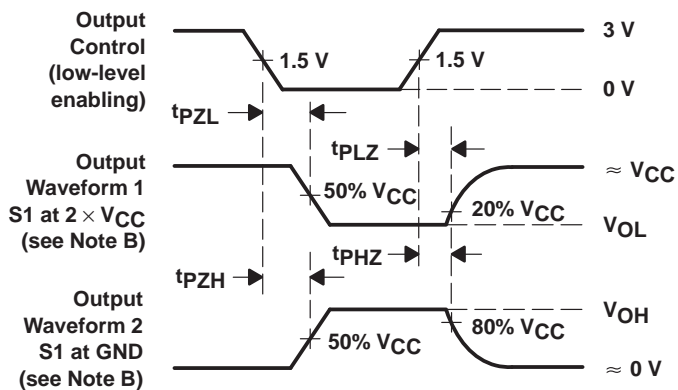 Output
Control
(low-level
enabling)
1.5 V
1.5 V
3 V
0 V
tPZL
tPLZ
Output
Waveform 1
S1 at 2 × VCC
(see Note B)
50% VCC
20% VCC
≈ VCC
VOL
tPZH
tPHZ
Output
Waveform 2
S1 at GND
(see Note B)
50% VCC
80% VCC
VOH
≈ 0 V